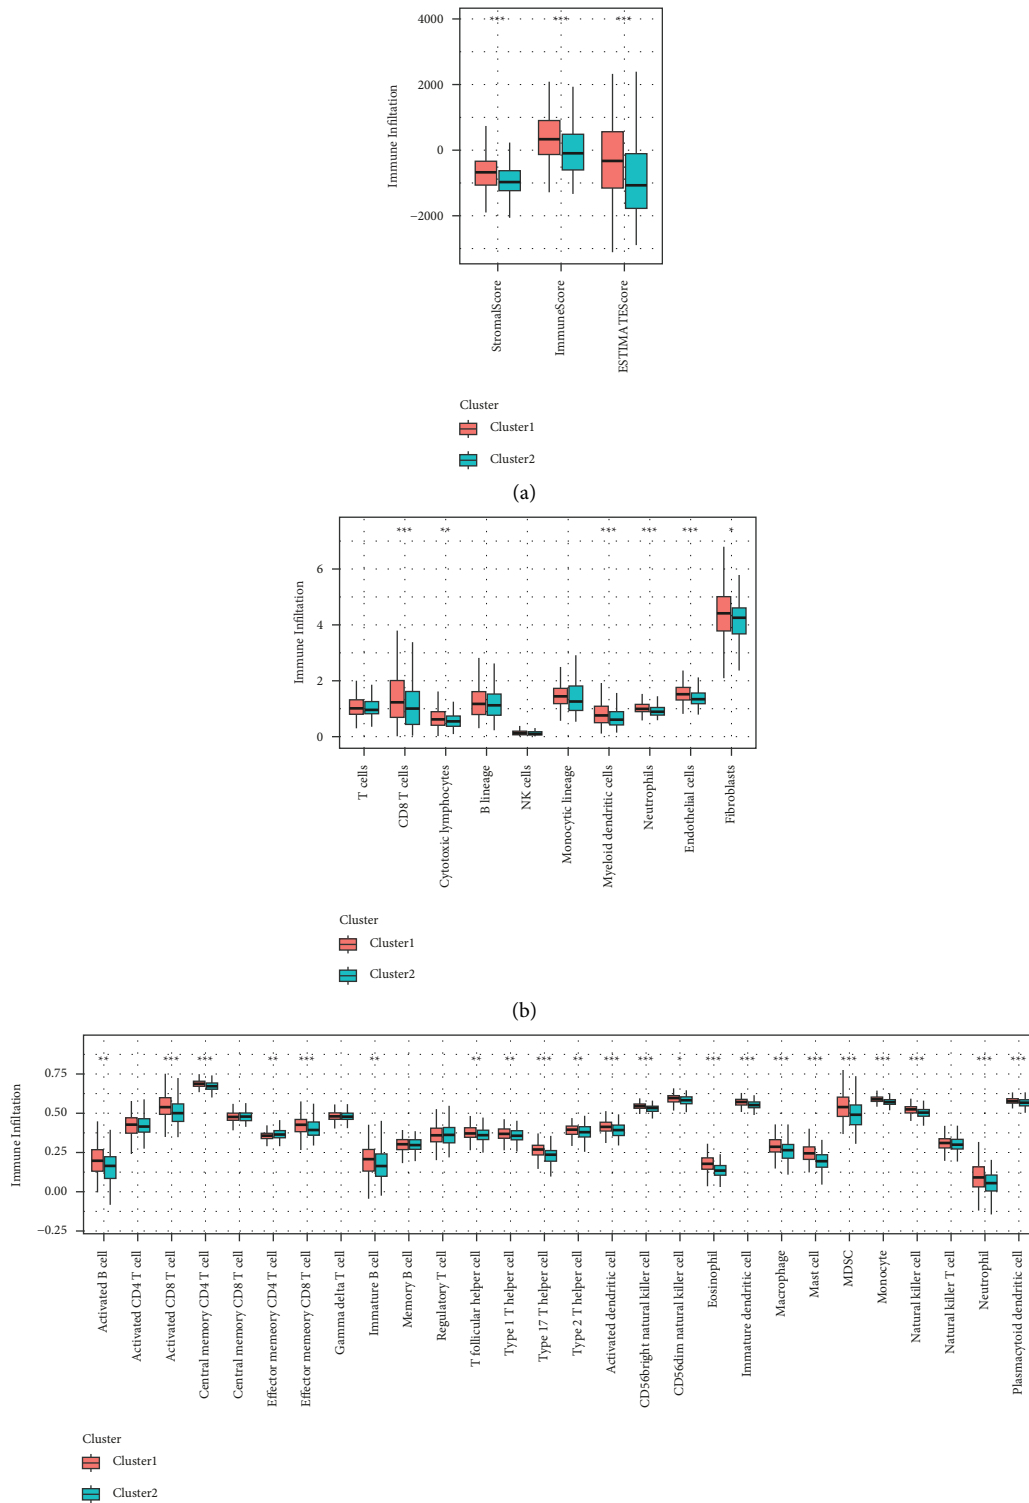 *** *** ***
4000
2000
0
−2000
Immune Infiltation
StromalScore
ImmuneScore
ESTIMATEScore
Cluster
Cluster1
Cluster2
(a)
*** ** *** *** *** *
6
4
2
0
Immune Infiltation
T cells
CD8 T cells
Cytotoxic lymphocytes
B lineage
NK cells
Monocytic lineage
Myeloid dendritic cells
Neutrophils
Endothelial cells
Fibroblasts
Cluster
Cluster1
Cluster2
(b)
** *** *** ** *** ** ** ** *** ** *** *** * *** *** *** *** *** *** *** *** ***
0.75
0.50
0.25
0.00
−0.25
Immune Infiltation
Activated B cell
Activated CD4 T cell
Activated CD8 T cell
Central memory CD4 T cell
Central memory CD8 T cell
Effector memeory CD4 T cell
Effector memeory CD8 T cell
Gamma delta T cell
Immature B cell
Memory B cell
Regulatory T cell
T follicular helper cell
Type 1 T helper cell
Type 17 T helper cell
Type 2 T helper cell
Activated dendritic cell
CD56bright natural killer cell
CD56dim natural killer cell
Eosinophil
Immature dendritic cell
Macrophage
Mast cell
MDSC
Monocyte
Natural killer cell
Natural killer T cell
Neutrophil
Plasmacytoid dendritic cell
Cluster
Cluster1
Cluster2